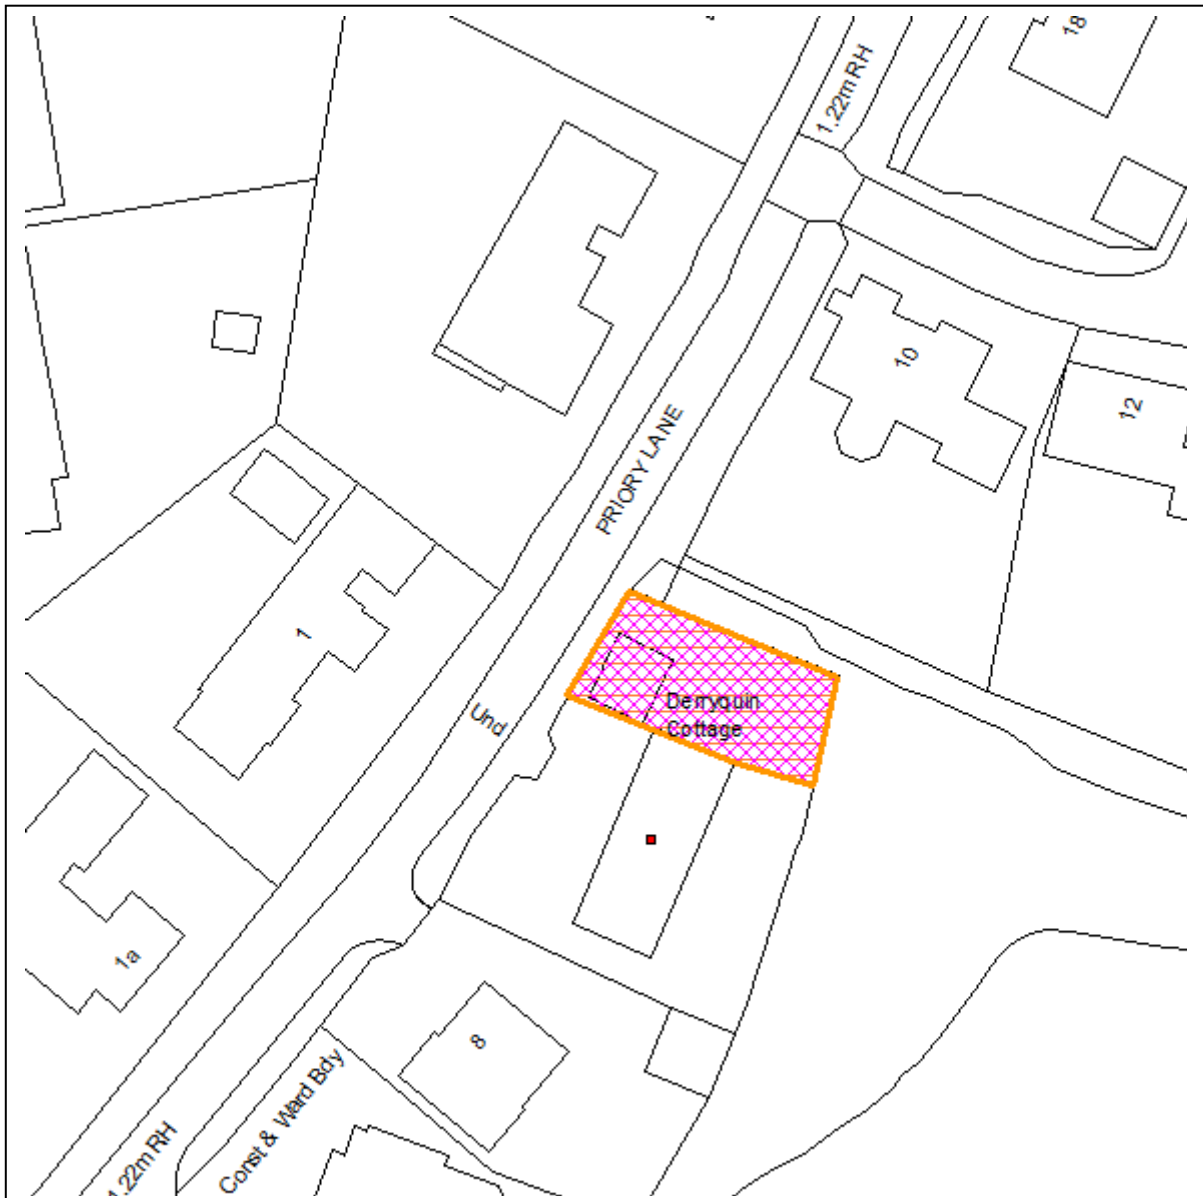 18
1.22m RH
10
12
PRIORY LANE
1
Und
Derryquin
Cottage
1a
8
Const & Ward Bdy
1.22m RH